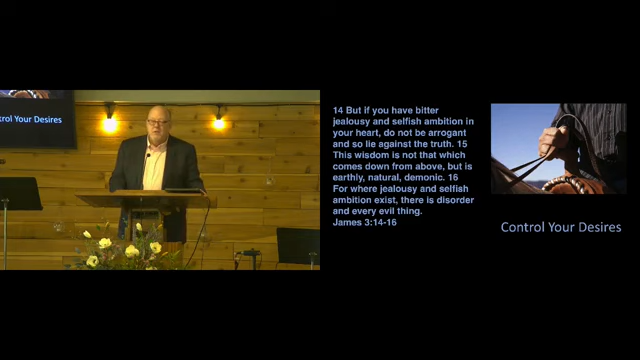 ntrol Your Desires
14 But if you have bitter
jealousy and selfish ambition in
your heart, do not be arrogant
and so lie against the truth. 15
This wisdom is not that which
comes down from above, but is
earthly, natural, demonic. 16
For where jealousy and selfish
ambition exist, there is disorder
and every evil thing.
James 3:14-16
Control Your Desires